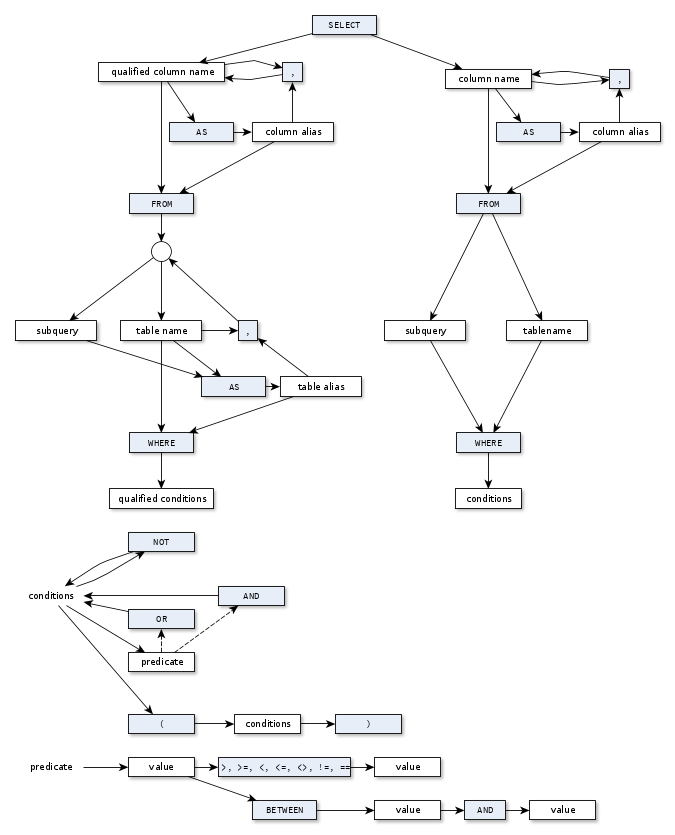 SELECT
qualified column name
,
column name
,
AS
column alias
AS
column alias
FROM
FROM
subquery
table name
,
subquery
tablename
AS
table alias
WHERE
WHERE
qualified conditions
conditions
NOT
conditions
AND
OR
predicate
(
conditions
)
predicate
value
>, >=, <, <=, <>, !=, ==
value
BETWEEN
value
AND
value